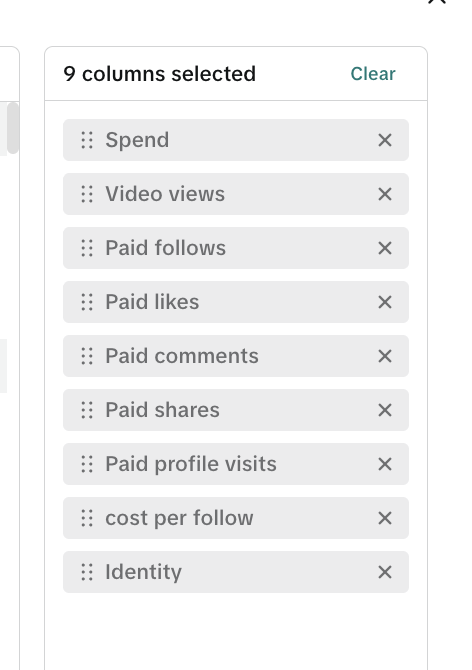 9 columns selected
Clear
Spend
Video views
Paid follows
Paid likes
Paid comments
Paid shares
Paid profile visits
cost per follow
Identity